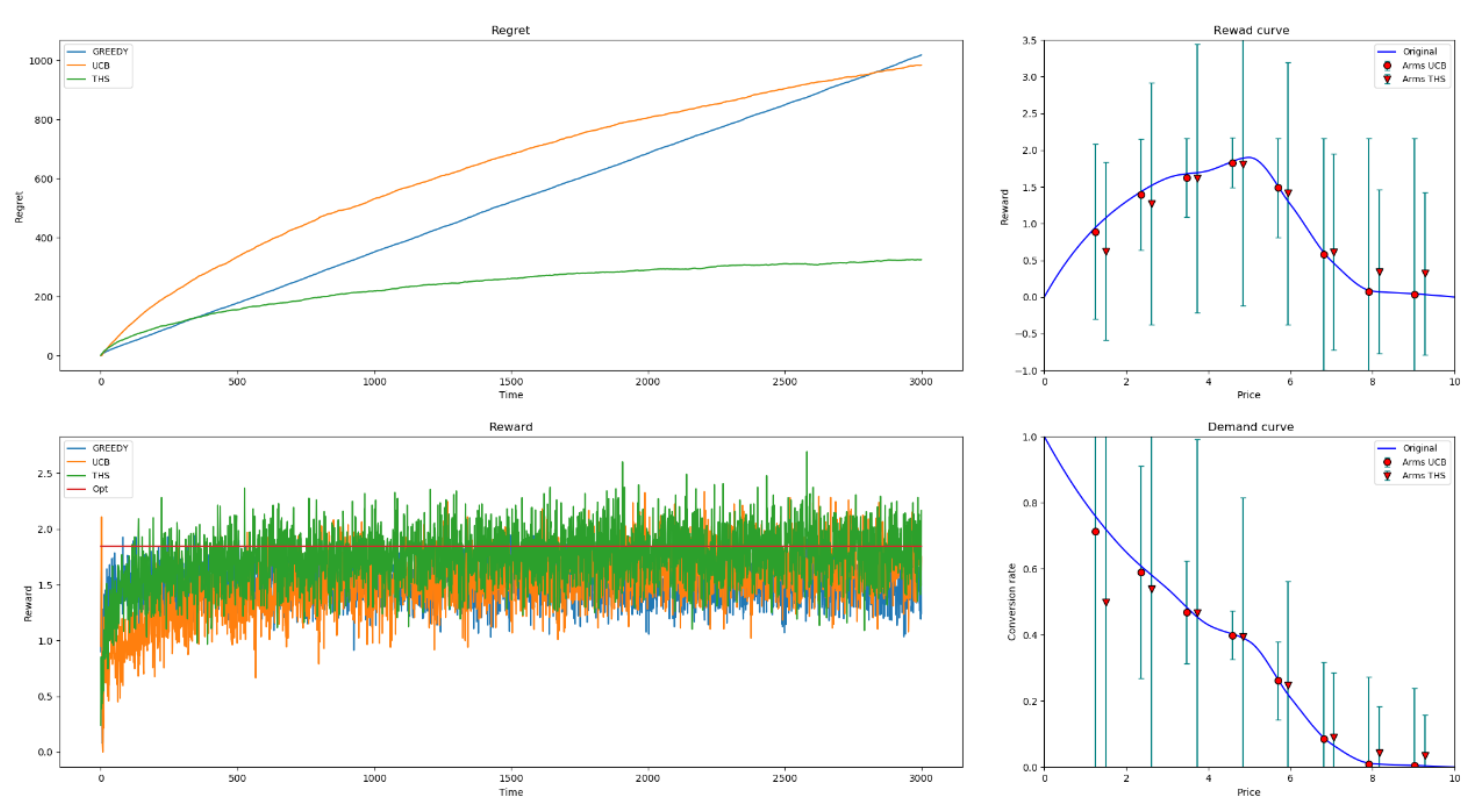 Regret
GREEDY
UCB
THS
1000
800
600
400
200
0
Regret
0 500 1000 1500 2000 2500 3000
Time
Rewad curve
Original
Arms UCB
Arms THS
3.5
3.0
2.5
2.0
1.5
1.0
0.5
0.0
−0.5
−1.0
Reward
0 2 4 6 8 10
Price
Reward
GREEDY
UCB
THS
Opt
2.5
2.0
1.5
1.0
0.5
0.0
Reward
0 500 1000 1500 2000 2500 3000
Time
Demand curve
Original
Arms UCB
Arms THS
1.0
0.8
0.6
0.4
0.2
0.0
Conversion rate
0 2 4 6 8 10
Price